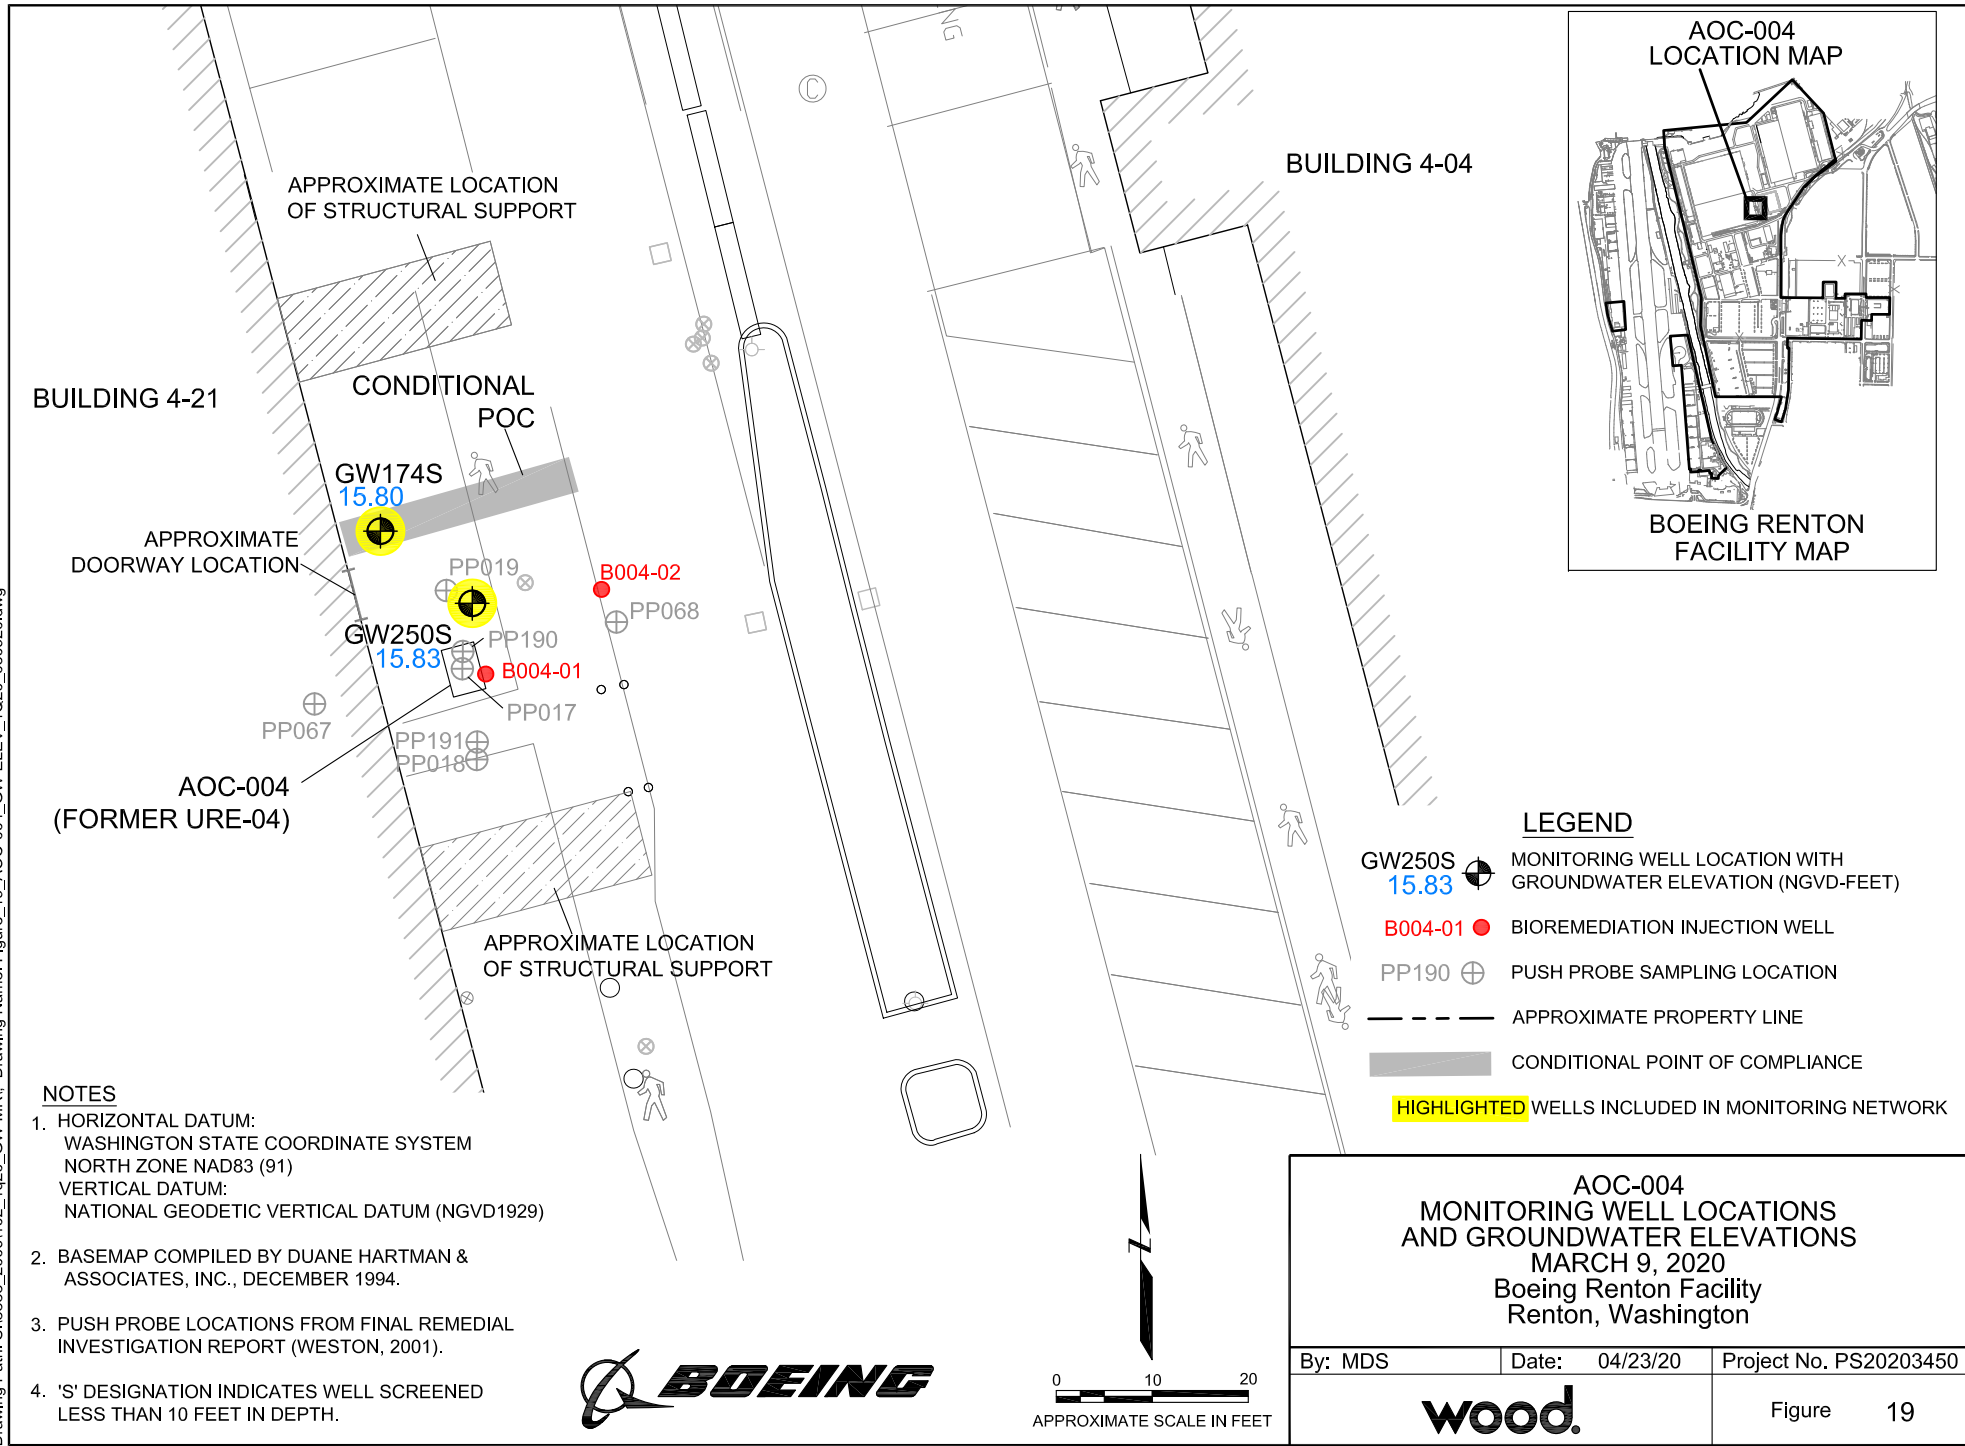 AOC-004
LOCATION MAP
BOEING RENTON
FACILITY MAP
NG
C
BUILDING 4-04
APPROXIMATE LOCATION
OF STRUCTURAL SUPPORT
BUILDING 4-21
CONDITIONAL
POC
GW174S
15.80
APPROXIMATE
DOORWAY LOCATION
PP019
B004-02
PP068
GW250S
15.83
PP190
B004-01
PP017
PP067
PP191
PP018
AOC-004
(FORMER URE-04)
APPROXIMATE LOCATION
OF STRUCTURAL SUPPORT
LEGEND
GW250S
15.83
MONITORING WELL LOCATION WITH
GROUNDWATER ELEVATION (NGVD-FEET)
B004-01 BIOREMEDIATION INJECTION WELL
PP190 PUSH PROBE SAMPLING LOCATION
APPROXIMATE PROPERTY LINE
CONDITIONAL POINT OF COMPLIANCE
HIGHLIGHTED WELLS INCLUDED IN MONITORING NETWORK
NOTES
1. HORIZONTAL DATUM:
WASHINGTON STATE COORDINATE SYSTEM
NORTH ZONE NAD83 (91)
VERTICAL DATUM:
NATIONAL GEODETIC VERTICAL DATUM (NGVD1929)
2. BASEMAP COMPILED BY DUANE HARTMAN &
ASSOCIATES, INC., DECEMBER 1994.
3. PUSH PROBE LOCATIONS FROM FINAL REMEDIAL
INVESTIGATION REPORT (WESTON, 2001).
4. 'S' DESIGNATION INDICATES WELL SCREENED
LESS THAN 10 FEET IN DEPTH.
BOEING
N
0 10 20
APPROXIMATE SCALE IN FEET
AOC-004
MONITORING WELL LOCATIONS
AND GROUNDWATER ELEVATIONS
MARCH 9, 2020
Boeing Renton Facility
Renton, Washington
By: MDS Date: 04/23/20 Project No. PS20203450
wood.
Figure 19